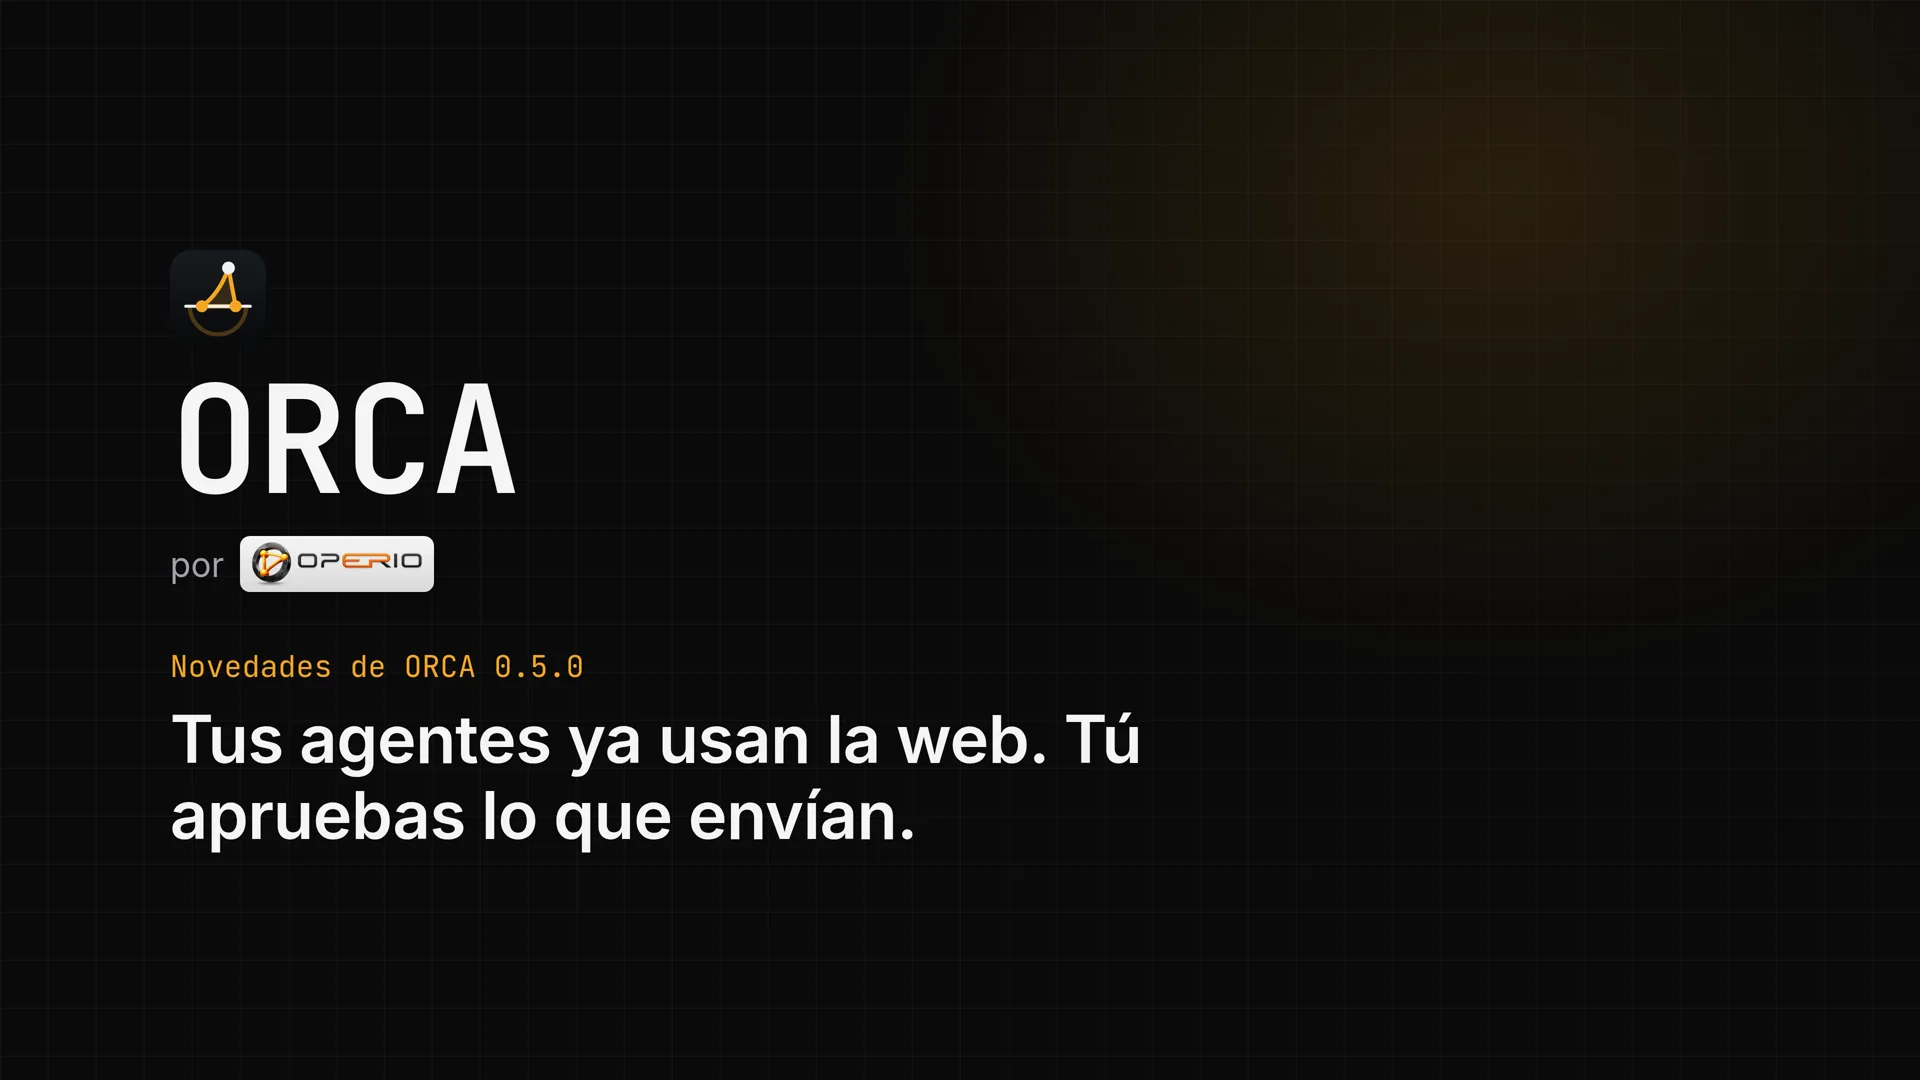 ORCA
por OPERIO
Novedades de ORCA 0.5.0
Tus agentes ya usan la web. Tú
apruebas lo que envían.